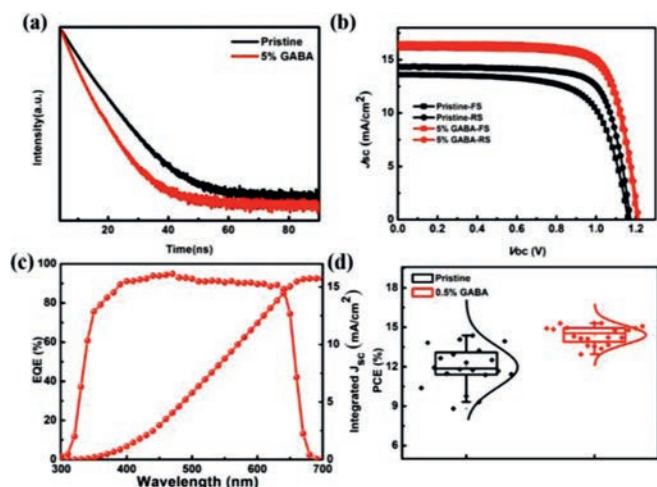 (a)
Pristine
5% GABA
Intensity(a.u.)
20
40
60
80
Time(ns)
(b)
15
10
5
0
Jsc (mA/cm²)
Pristine-FS
Pristine-RS
5% GABA-FS
5% GABA-RS
0.0
0.2
0.4
0.6
0.8
1.0
1.2
Voc (V)
(c)
100
80
60
40
20
0
EQE (%)
15
10
5
0
Integrated Jsc (mA/cm²)
300
400
500
600
700
Wavelength (nm)
(d)
Pristine
0.5% GABA
18
15
12
9
6
PCE (%)